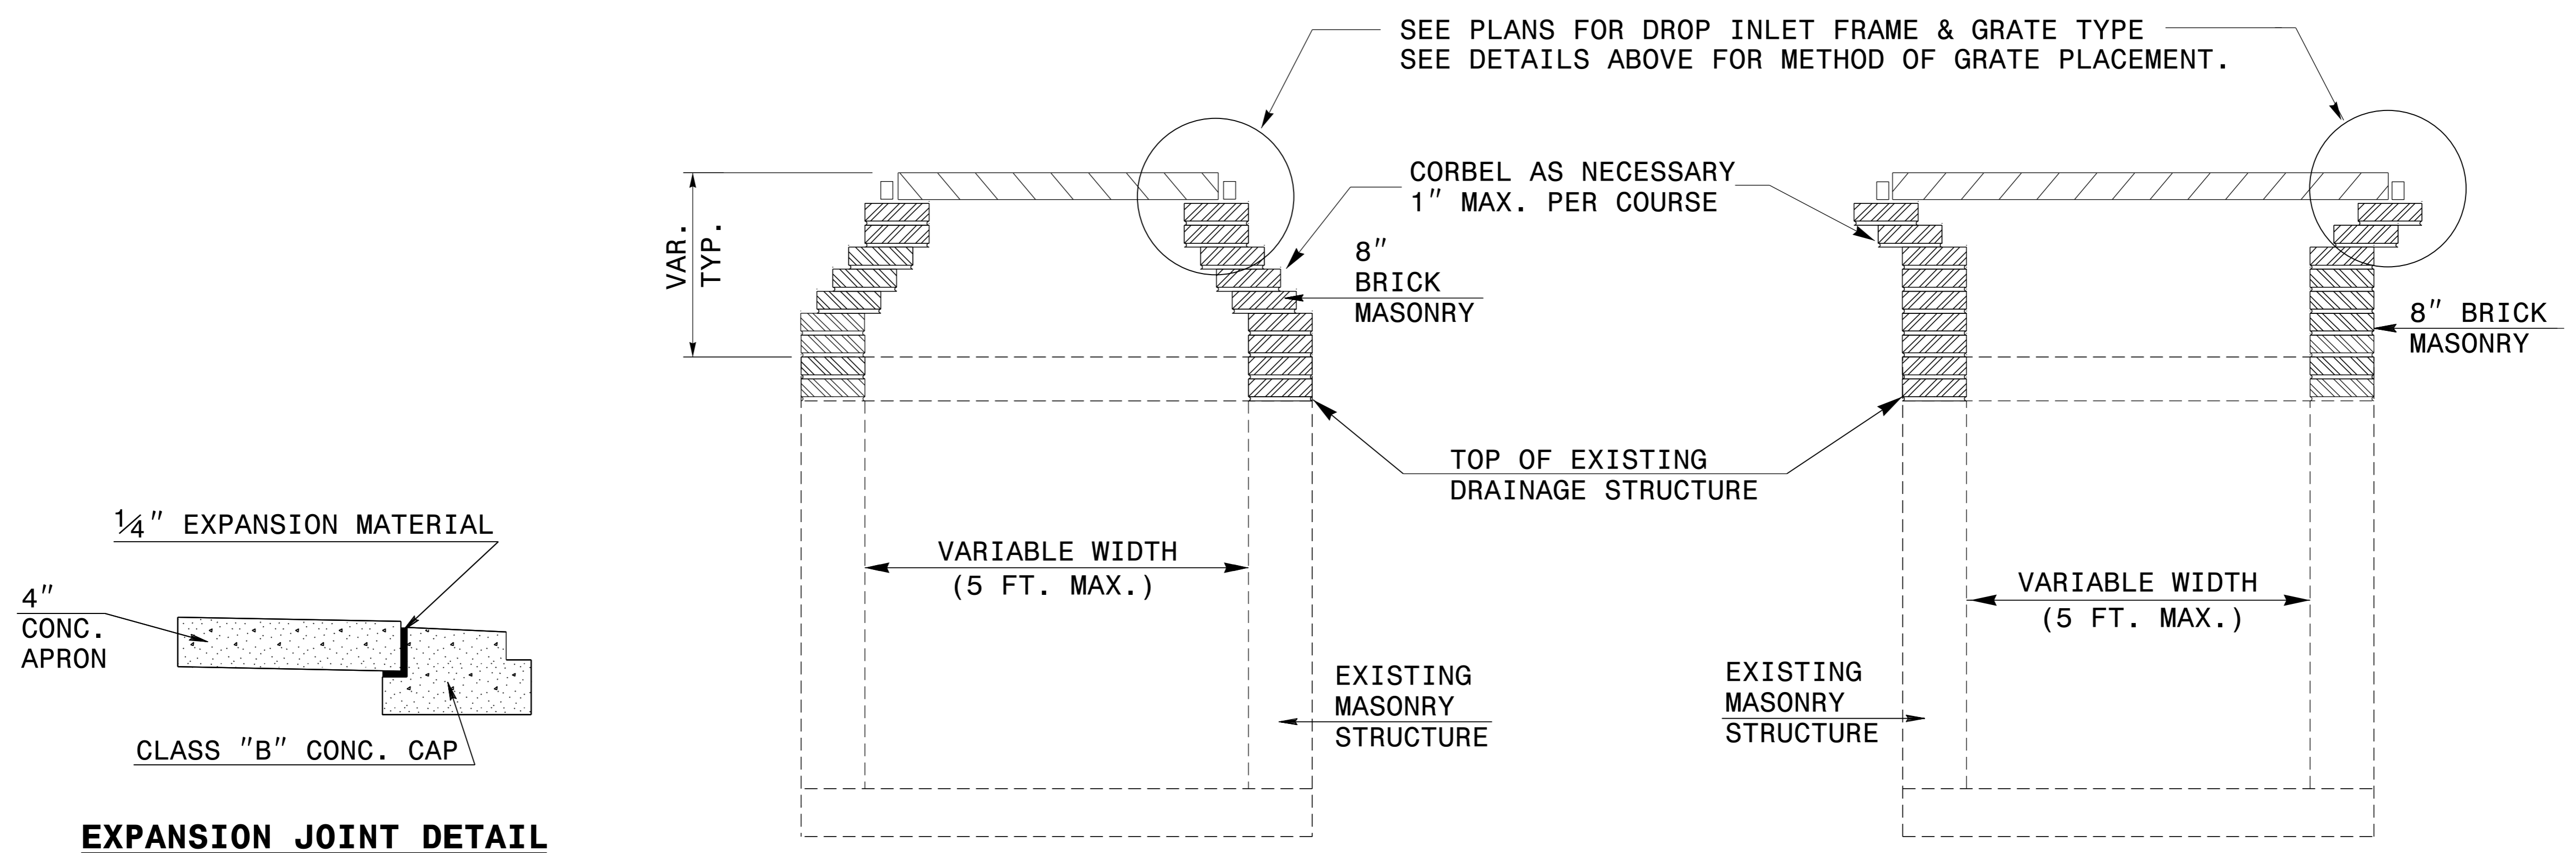 SEE PLANS FOR DROP INLET FRAME & GRATE TYPE
SEE DETAILS ABOVE FOR METHOD OF GRATE PLACEMENT.
CORBEL AS NECESSARY
1" MAX. PER COURSE
VAR.
TYP.
8"
BRICK
MASONRY
8" BRICK
MASONRY
TOP OF EXISTING
DRAINAGE STRUCTURE
1/4" EXPANSION MATERIAL
4"
CONC.
APRON
CLASS "B" CONC. CAP
EXPANSION JOINT DETAIL
VARIABLE WIDTH
(5 FT. MAX.)
VARIABLE WIDTH
(5 FT. MAX.)
EXISTING
MASONRY
STRUCTURE
EXISTING
MASONRY
STRUCTURE